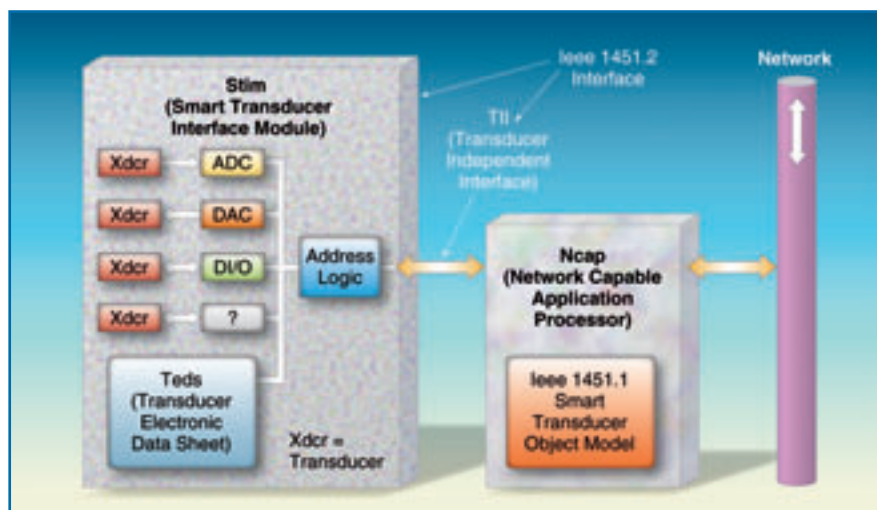 Stim
(Smart Transducer
Interface Module)
Xdcr
ADC
Xdcr
DAC
Xdcr
DI/O
Xdcr
?
Address
Logic
Teds
(Transducer
Electronic
Data Sheet)
Xdcr =
Transducer
Ieee 1451.2
Interface
TII
(Transducer
Independent
Interface)
Ncap
(Network Capable
Application
Processor)
Ieee 1451.1
Smart
Transducer
Object Model
Network